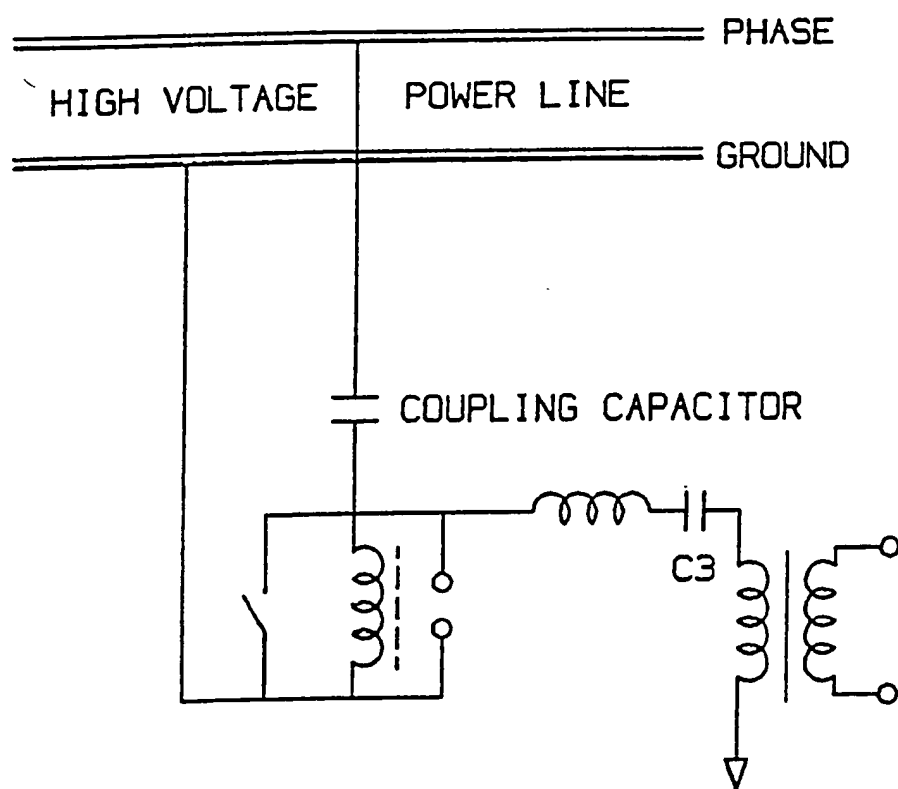 PHASE
HIGH VOLTAGE POWER LINE
GROUND
COUPLING CAPACITOR
C3